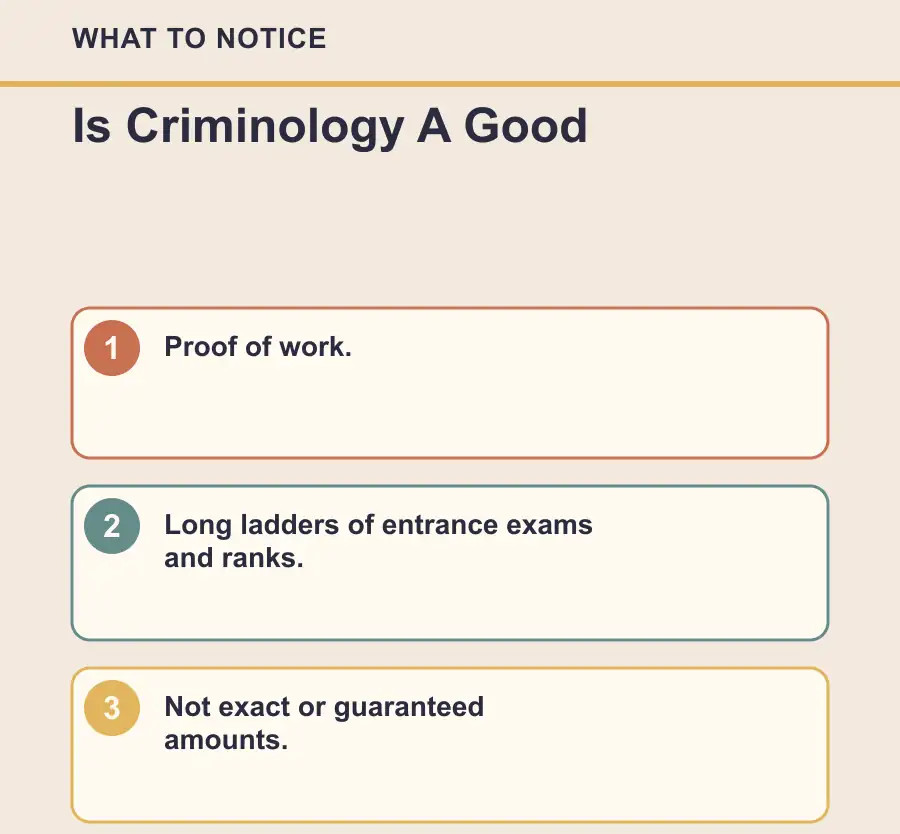 WHAT TO NOTICE
Is Criminology A Good
1
Proof of work.
2
Long ladders of entrance exams
and ranks.
3
Not exact or guaranteed
amounts.